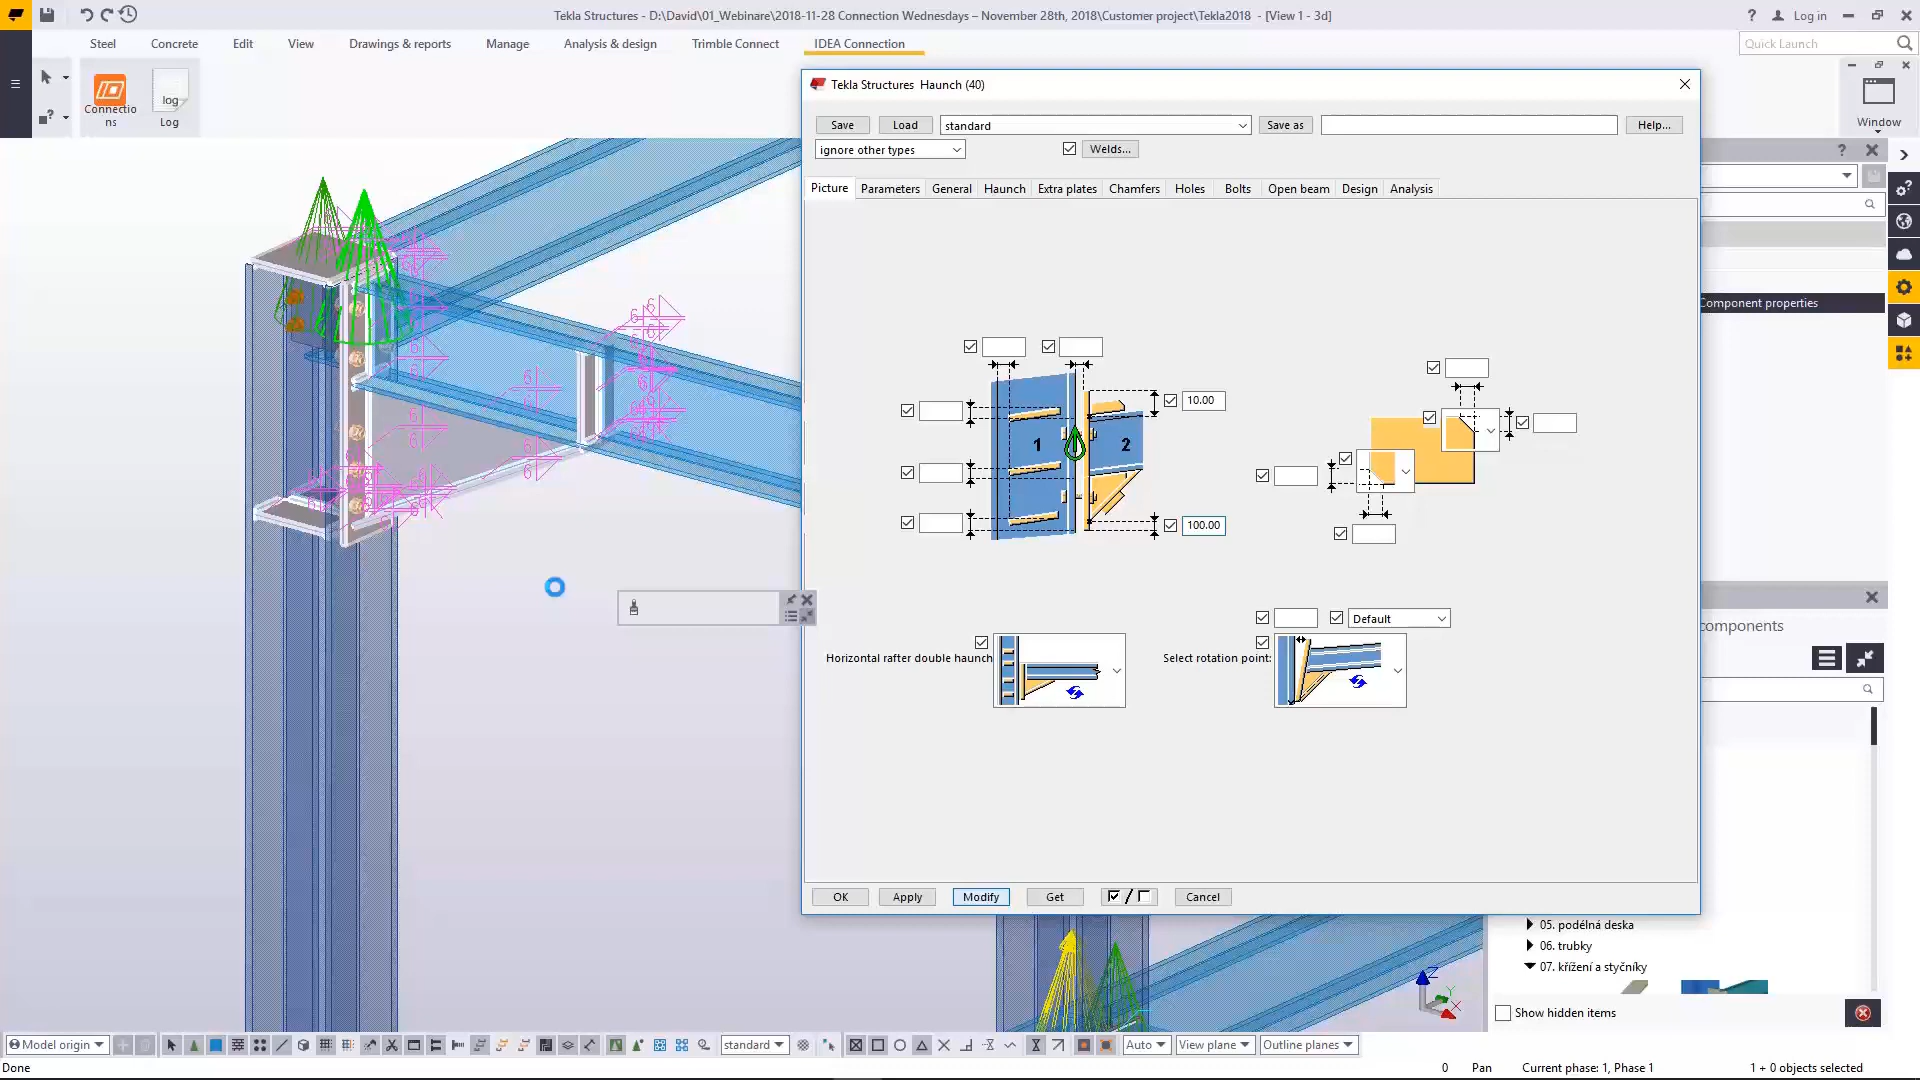 Tekla Structures - D:\David\01_Webinare\2018-11-28 Connection Wednesdays – November 28th, 2018\Customer project\Tekla2018 - [View 1 - 3d]
? Log in
Steel Concrete Edit View Drawings & reports Manage Analysis & design Trimble Connect IDEA Connection
Quick Launch
Connectio
ns
log
Log
Window
Tekla Structures Haunch (40)
Save Load standard Save as Help...
ignore other types Welds...
Picture Parameters General Haunch Extra plates Chamfers Holes Bolts Open beam Design Analysis
Component properties
10.00
1 2
100.00
Default
Horizontal rafter double haunch
Select rotation point:
components
OK Apply Modify Get / Cancel
05. podélná deska
06. trubky
07. křížení a styčníky
Z
Y
X
Show hidden items
Model origin standard Auto View plane Outline planes
Done 0 Pan Current phase: 1, Phase 1 1 + 0 objects selected